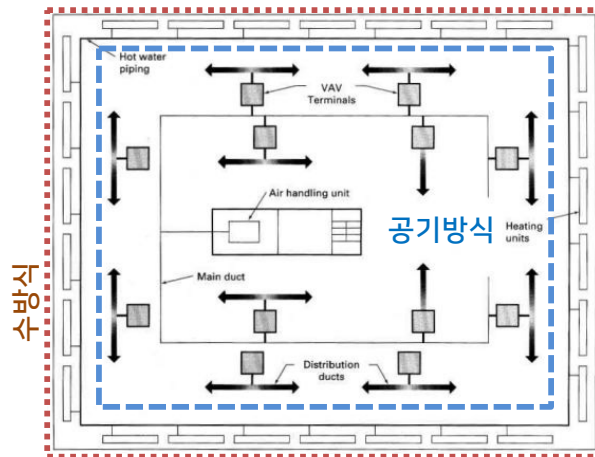 Hot water
piping
VAV
Terminals
Air handling unit
공기방식
Heating
units
수방식
Main duct
Distribution
ducts